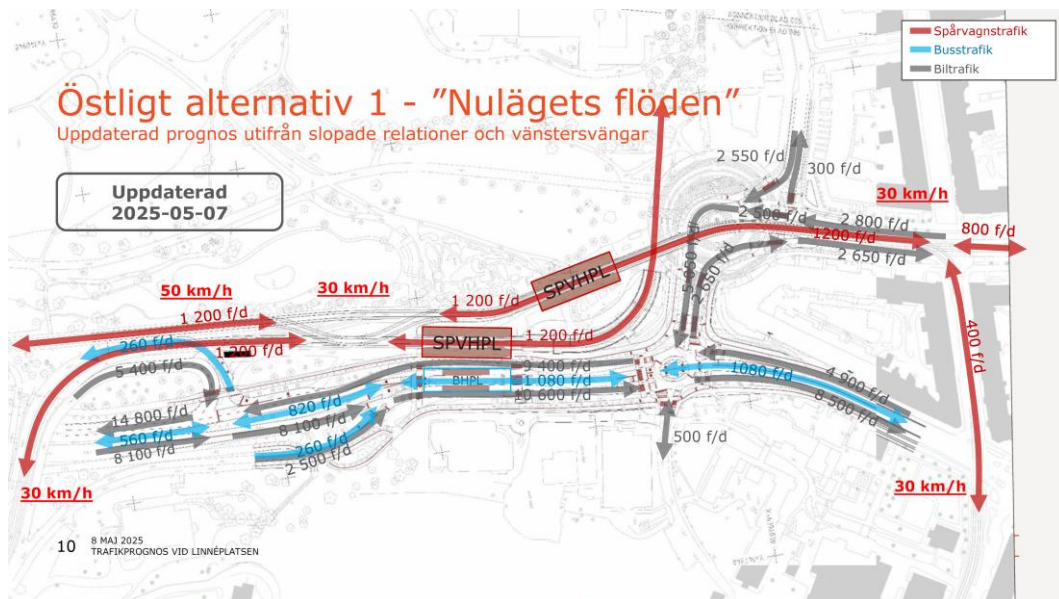 Spårvagnstrafik
Busstrafik
Biltrafik
Östligt alternativ 1 - ”Nulägets flöden”
Uppdaterad prognos utifrån slopade relationer och vänstersvängar
Uppdaterad
2025-05-07
2 550 f/d
300 f/d
30 km/h
2 500 f/d
2 800 f/d
1200 f/d
800 f/d
2 650 f/d
2 650 f/d
SPVHPL
50 km/h
30 km/h
1 200 f/d
1 200 f/d
1 200 f/d
SPVHPL
1 200 f/d
260 f/d
5 400 f/d
9 400 f/d
BHPL
1 080 f/d
10 600 f/d
1080 f/d
4 900 f/d
8 500 f/d
400 f/d
14 800 f/d
820 f/d
560 f/d
8 100 f/d
8 100 f/d
260 f/d
2 500 f/d
500 f/d
30 km/h
30 km/h
10
8 MAJ 2025
TRAFIKPROGNOS VID LINNÉPLATSEN